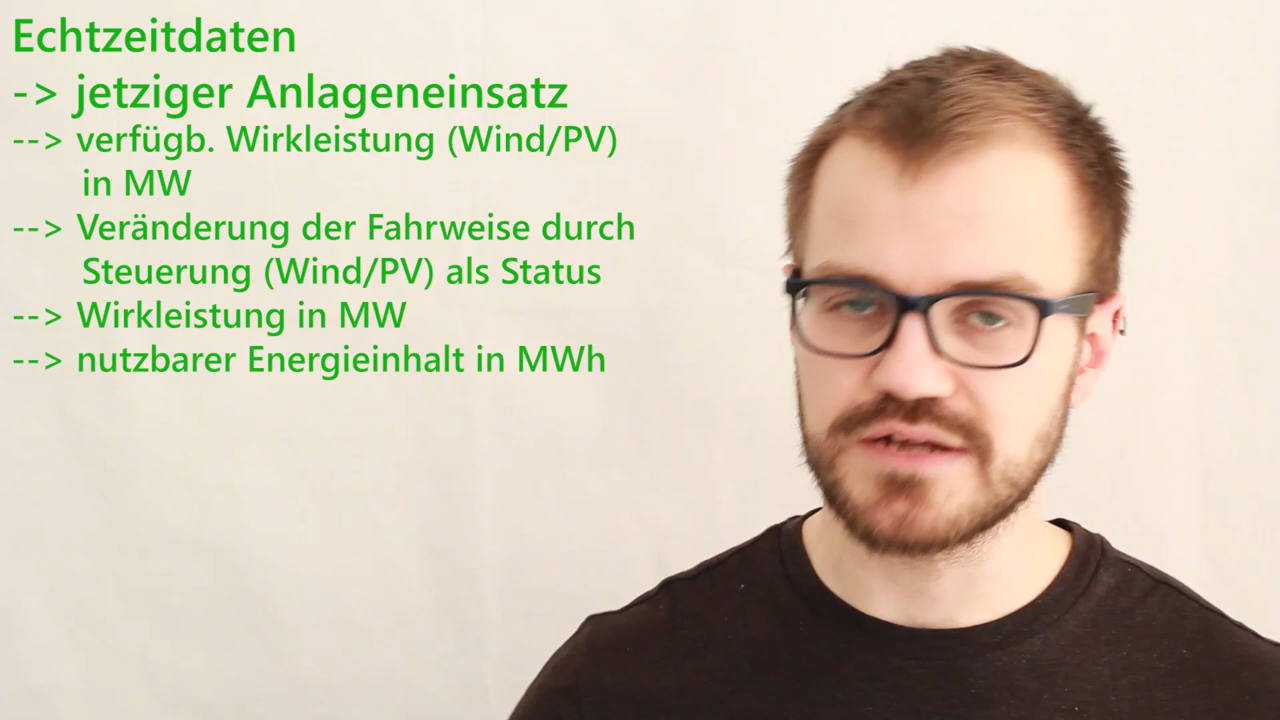 Echtzeitdaten
-> jetziger Anlageneinsatz
--> verfügb. Wirkleistung (Wind/PV)
in MW
--> Veränderung der Fahrweise durch
Steuerung (Wind/PV) als Status
--> Wirkleistung in MW
--> nutzbarer Energieinhalt in MWh